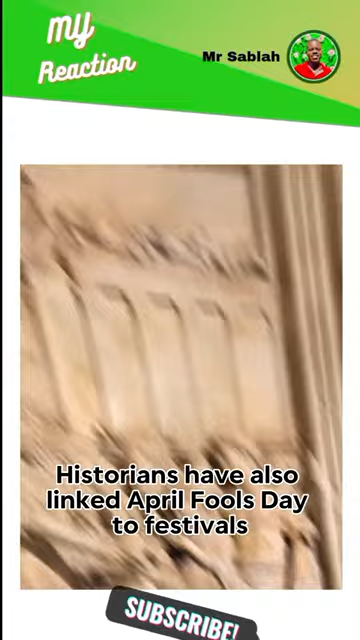 My
Reaction
Mr Sablah
Historians have also
linked April Fools Day
to festivals
SUBSCRIBE!